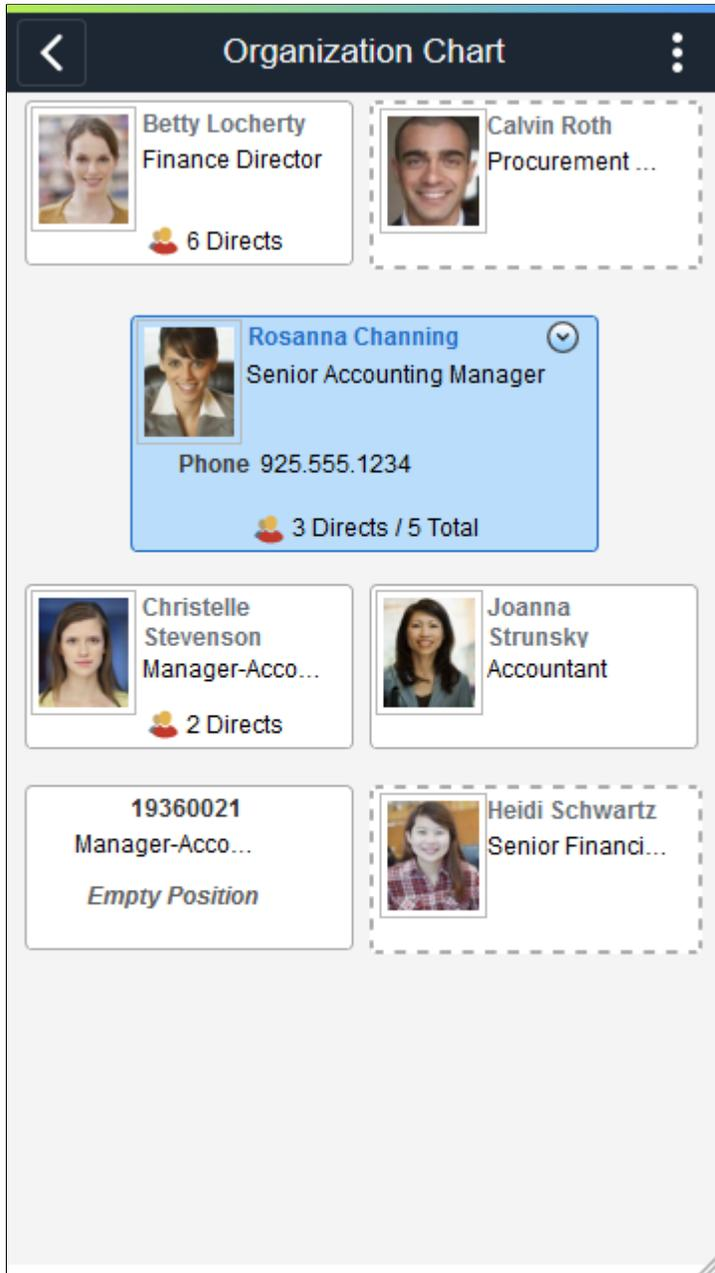 Organization Chart
Betty Locherty
Finance Director
6 Directs
Calvin Roth
Procurement ...
Rosanna Channing
Senior Accounting Manager
Phone 925.555.1234
3 Directs / 5 Total
Christelle
Stevenson
Manager-Acco...
2 Directs
Joanna
Strunsky
Accountant
19360021
Manager-Acco...
Empty Position
Heidi Schwartz
Senior Financi...